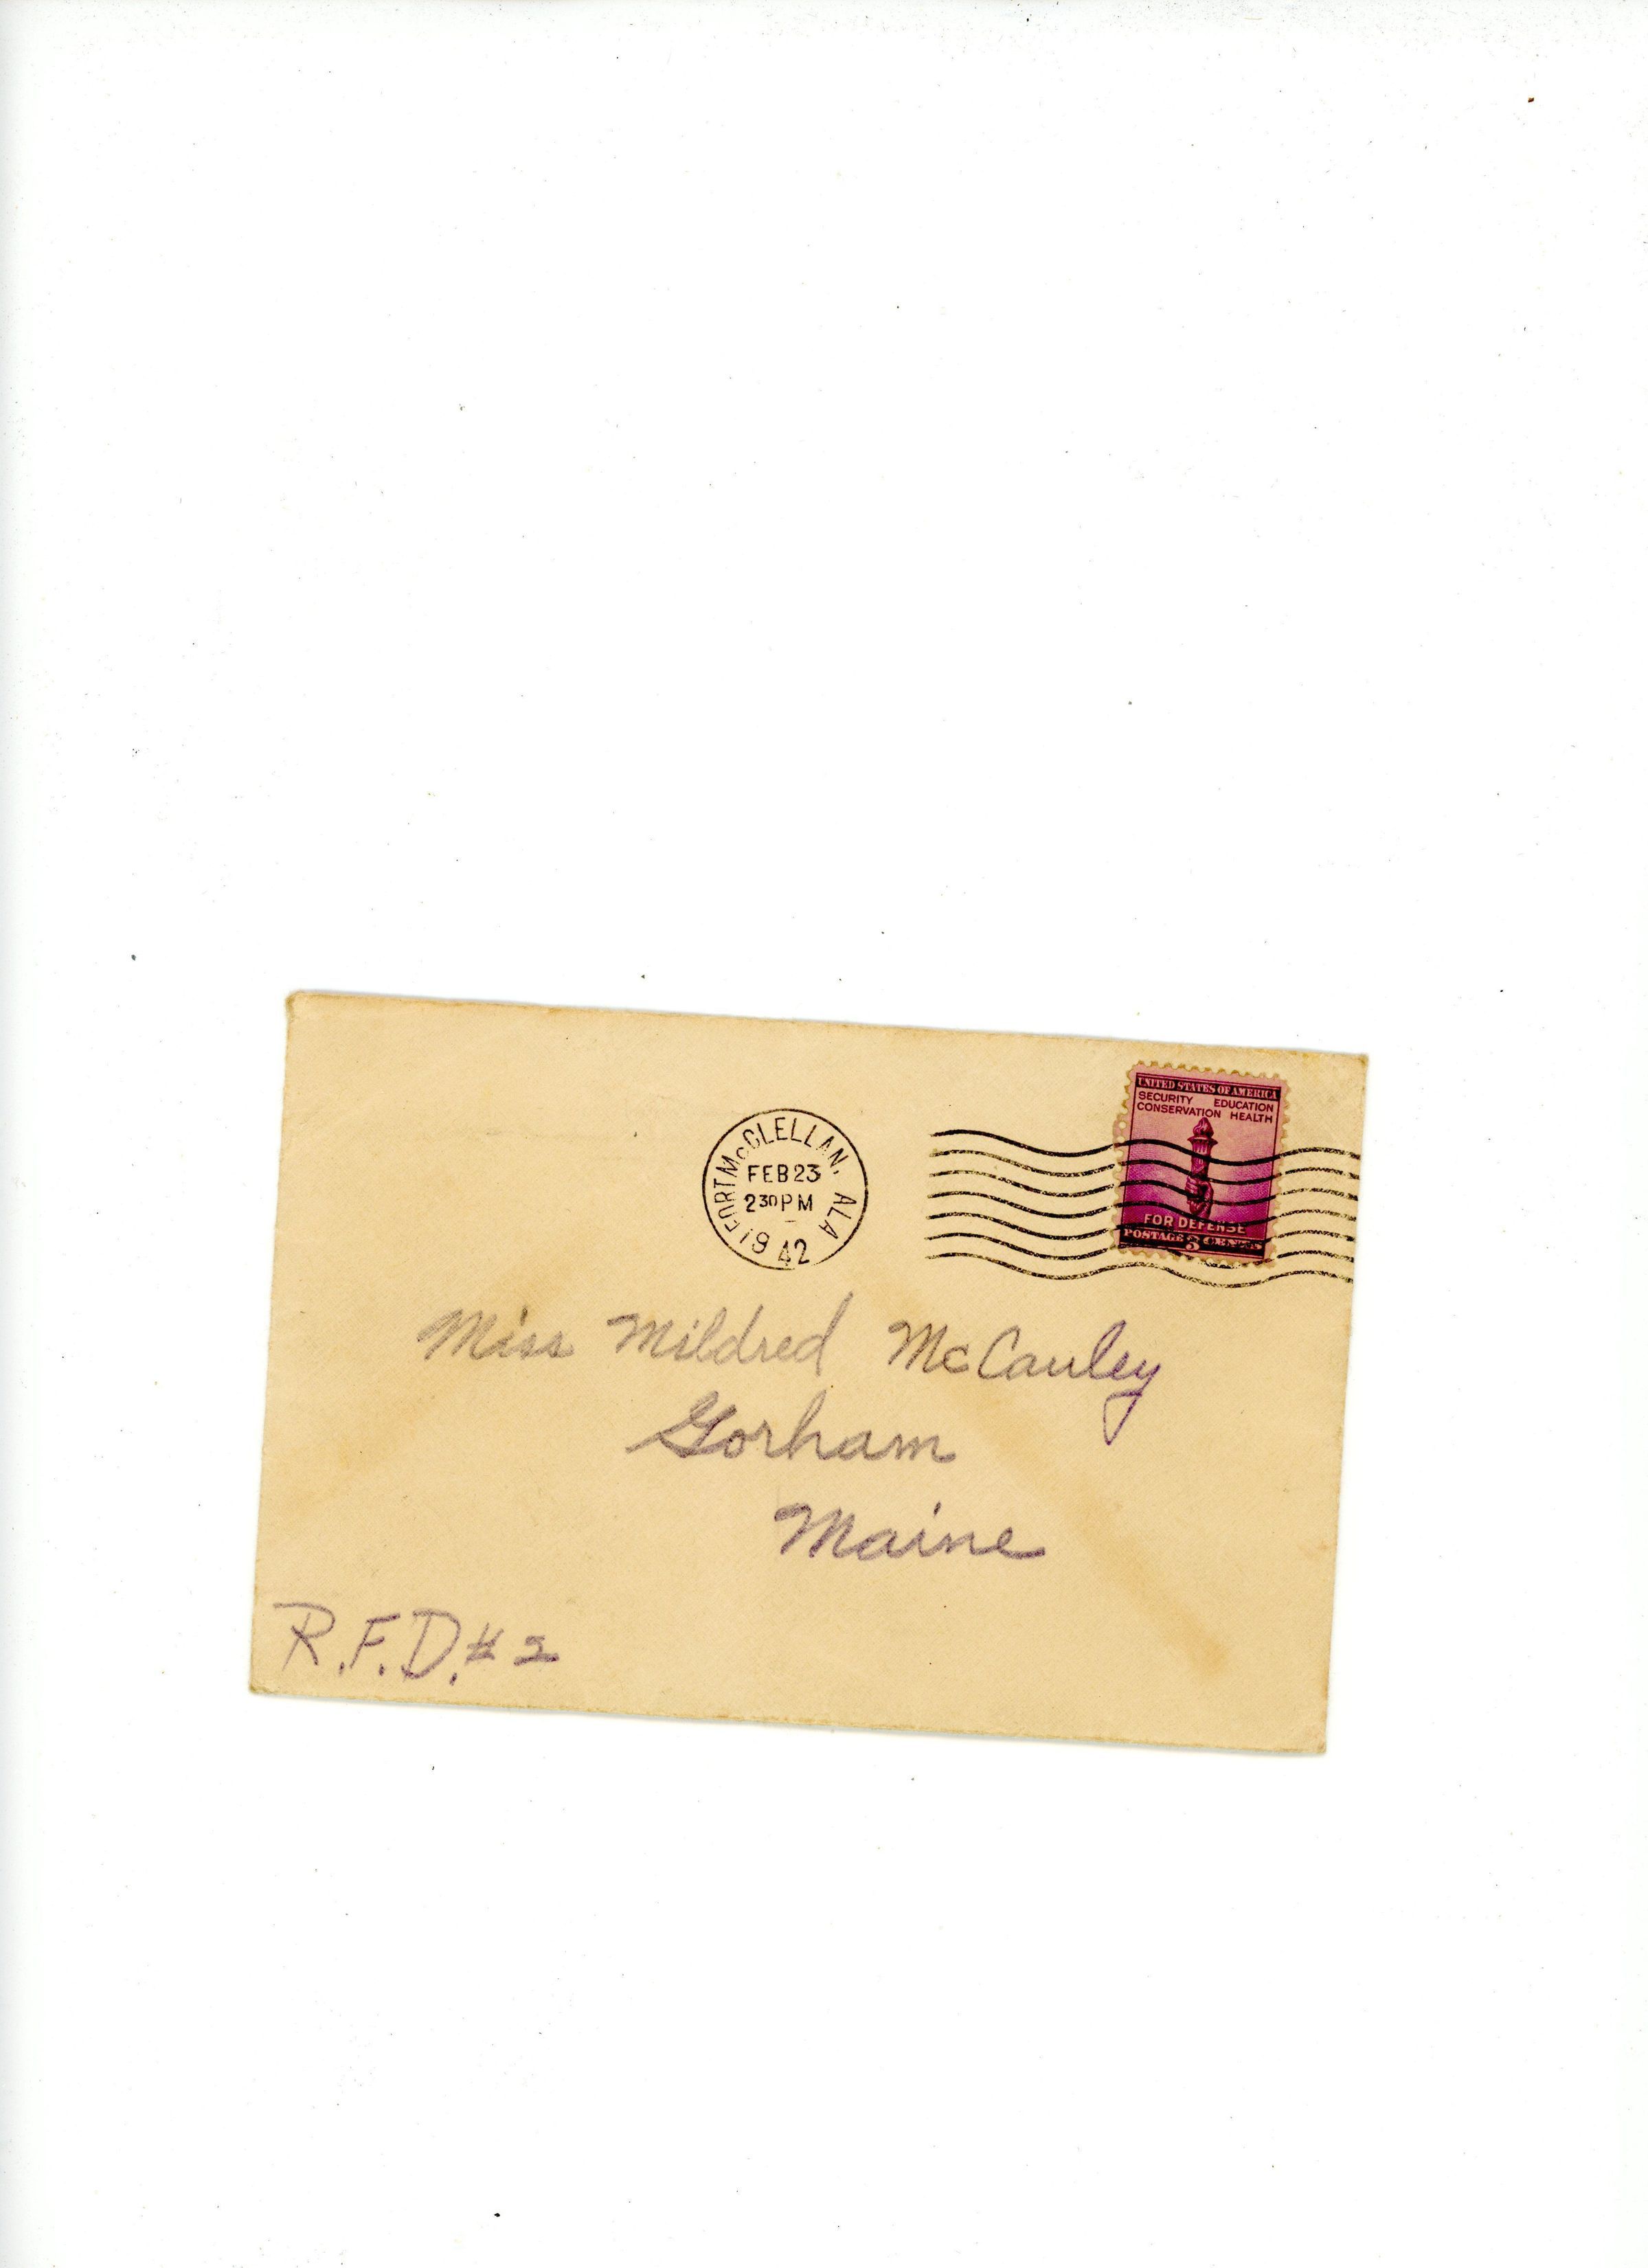 FORT McCLELLAN, ALA
FEB 23
2 30 PM
1942
UNITED STATES OF AMERICA
SECURITY EDUCATION
CONSERVATION HEALTH
FOR DEFENSE
POSTAGE 3 CENTS
Miss Mildred McCauley
Gorham
Maine
R.F.D. # 2